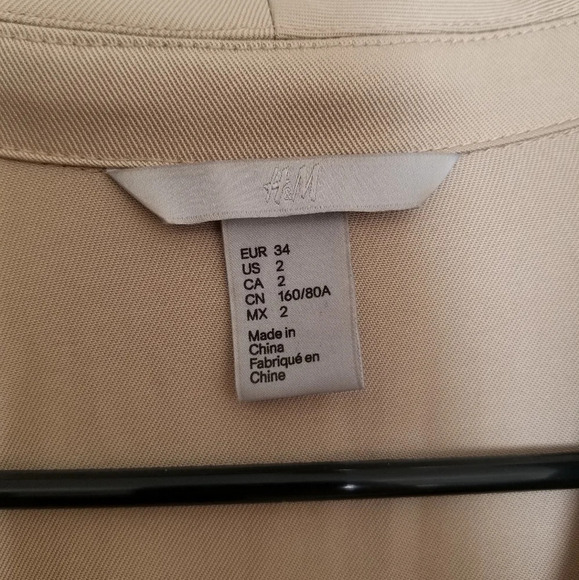 H&M
EUR 34
US 2
CA 2
CN 160/80A
MX 2
Made in
China
Fabriqué en
Chine